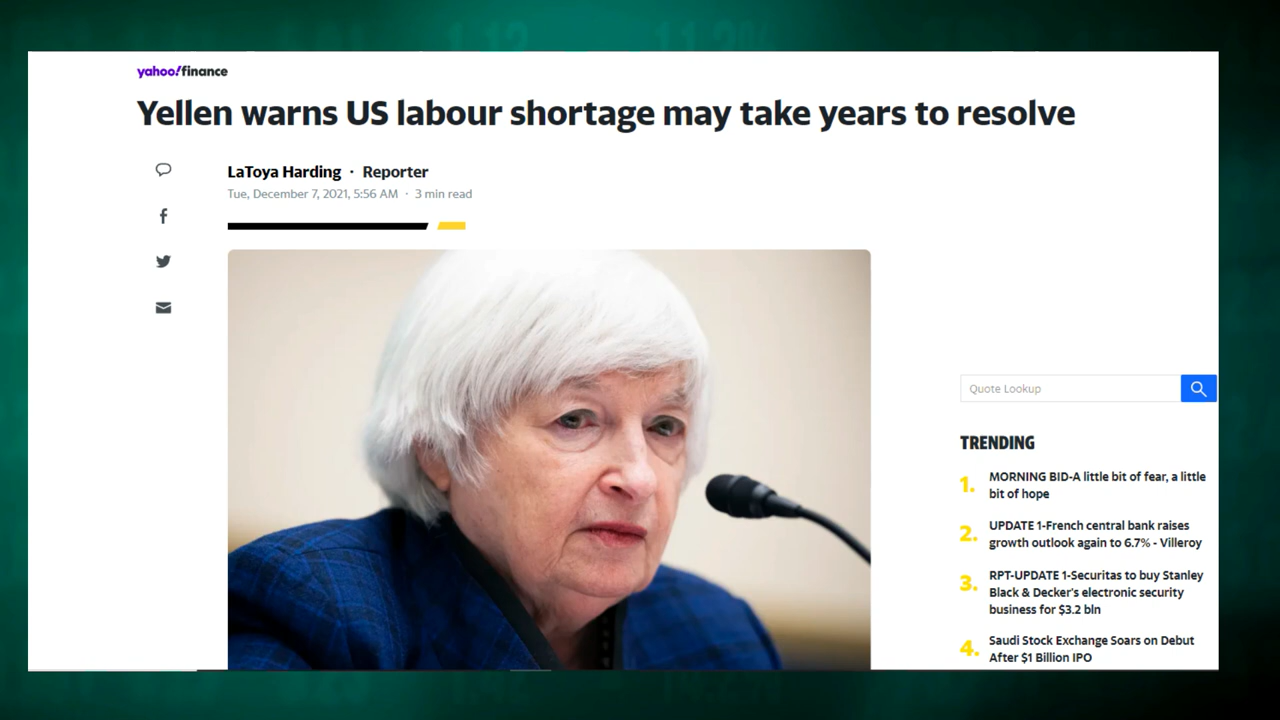 yahoo!finance
Yellen warns US labour shortage may take years to resolve
LaToya Harding · Reporter
Tue, December 7, 2021, 5:56 AM · 3 min read
Quote Lookup
TRENDING
1. MORNING BID-A little bit of fear, a little
bit of hope
2. UPDATE 1-French central bank raises
growth outlook again to 6.7% - Villeroy
3. RPT-UPDATE 1-Securitas to buy Stanley
Black & Decker's electronic security
business for $3.2 bln
4. Saudi Stock Exchange Soars on Debut
After $1 Billion IPO